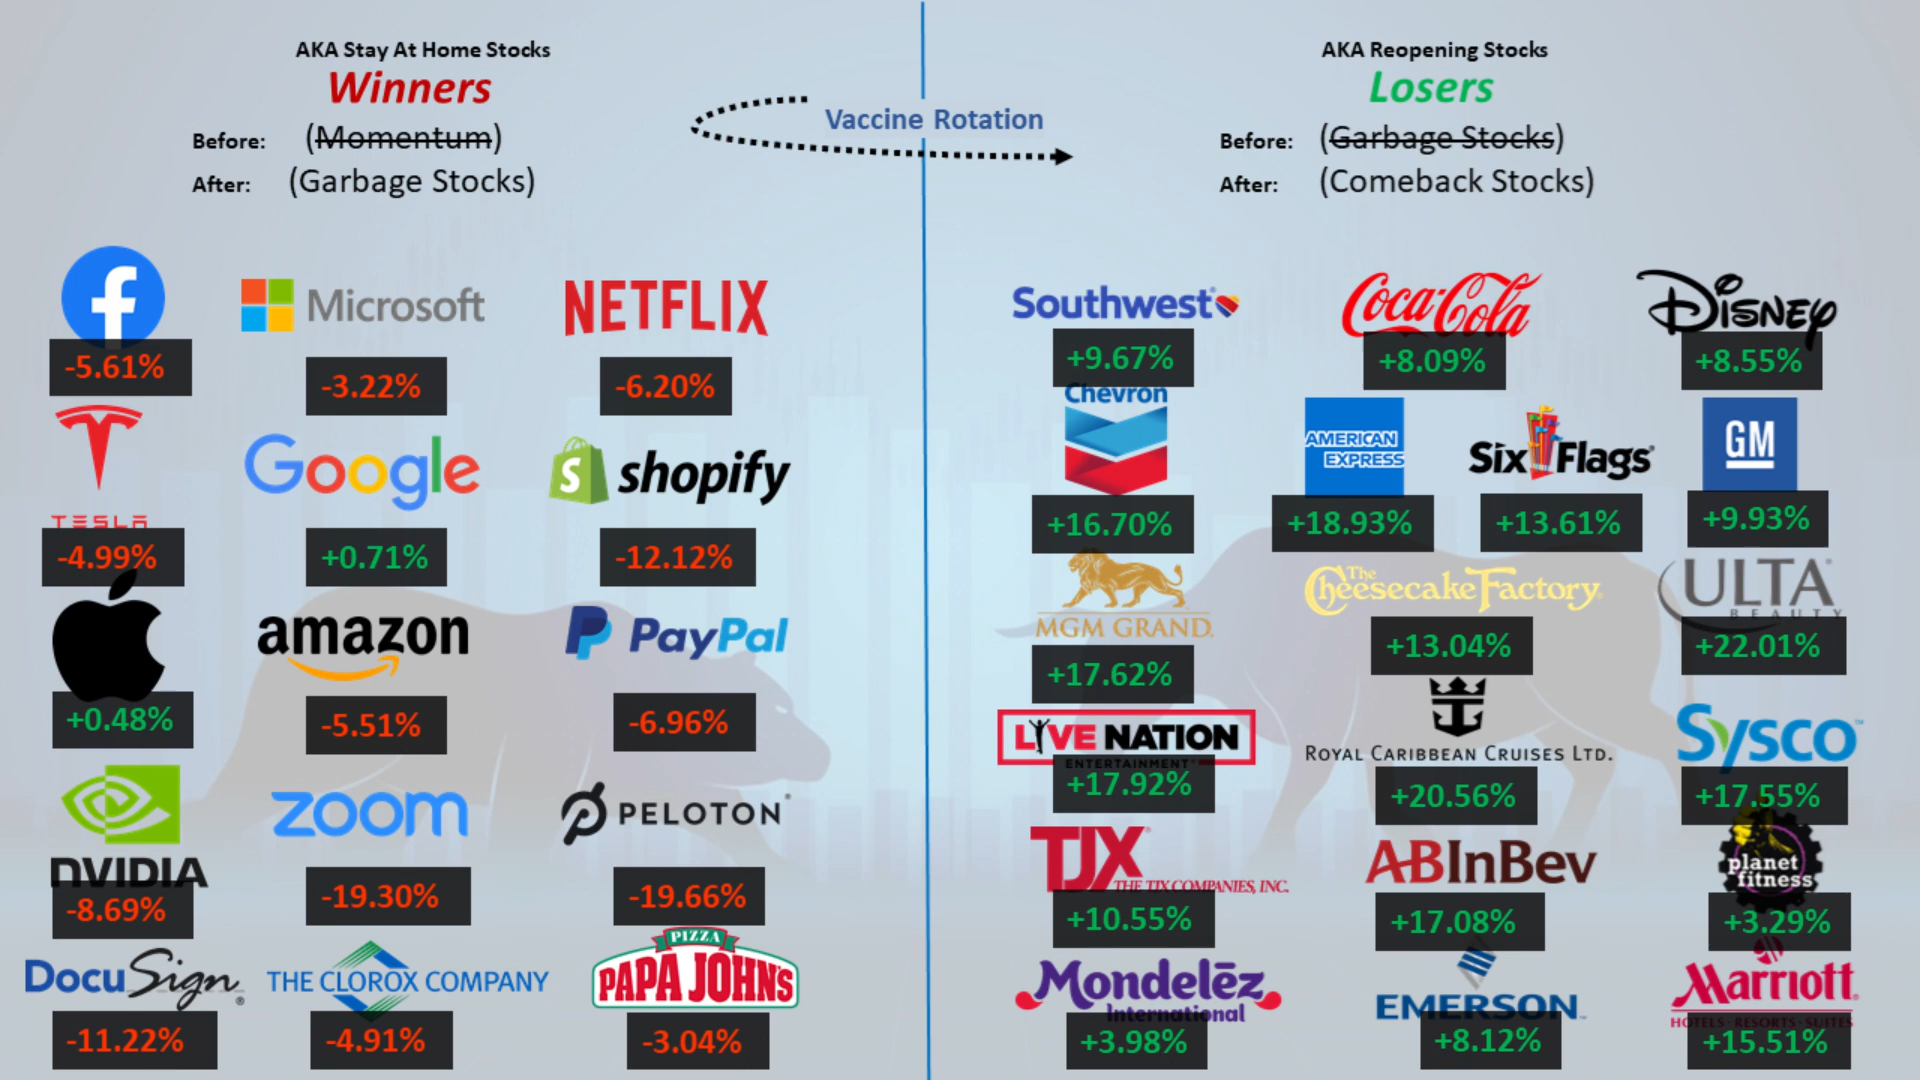 AKA Stay At Home Stocks
Winners
Before: (Momentum)
After: (Garbage Stocks)
Vaccine Rotation
AKA Reopening Stocks
Losers
Before: (Garbage Stocks)
After: (Comeback Stocks)
f
-5.61%
Microsoft
-3.22%
NETFLIX
-6.20%
TESLA
-4.99%
Google
+0.71%
S shopify
-12.12%
+0.48%
amazon
-5.51%
P PayPal
-6.96%
NVIDIA
-8.69%
zoom
-19.30%
PELOTON
-19.66%
DocuSign®
-11.22%
THE CLOROX COMPANY
-4.91%
PIZZA
PAPA JOHN'S
-3.04%
Southwest®
+9.67%
Coca-Cola
+8.09%
Disney
+8.55%
Chevron
+16.70%
AMERICAN
EXPRESS
+18.93%
Six Flags®
+13.61%
GM
+9.93%
MGM GRAND.
+17.62%
The Cheesecake Factory®
+13.04%
ULTA®
BEAUTY
+22.01%
LIVE NATION
ENTERTAINMENT
+17.92%
ROYAL CARIBBEAN CRUISES LTD.
+20.56%
Sysco™
+17.55%
TJX®
THE TJX COMPANIES, INC.
+10.55%
ABInBev
+17.08%
planet
fitness
+3.29%
Mondelēz
International
+3.98%
EMERSON™
+8.12%
Marriott®
HOTELS · RESORTS · SUITES
+15.51%